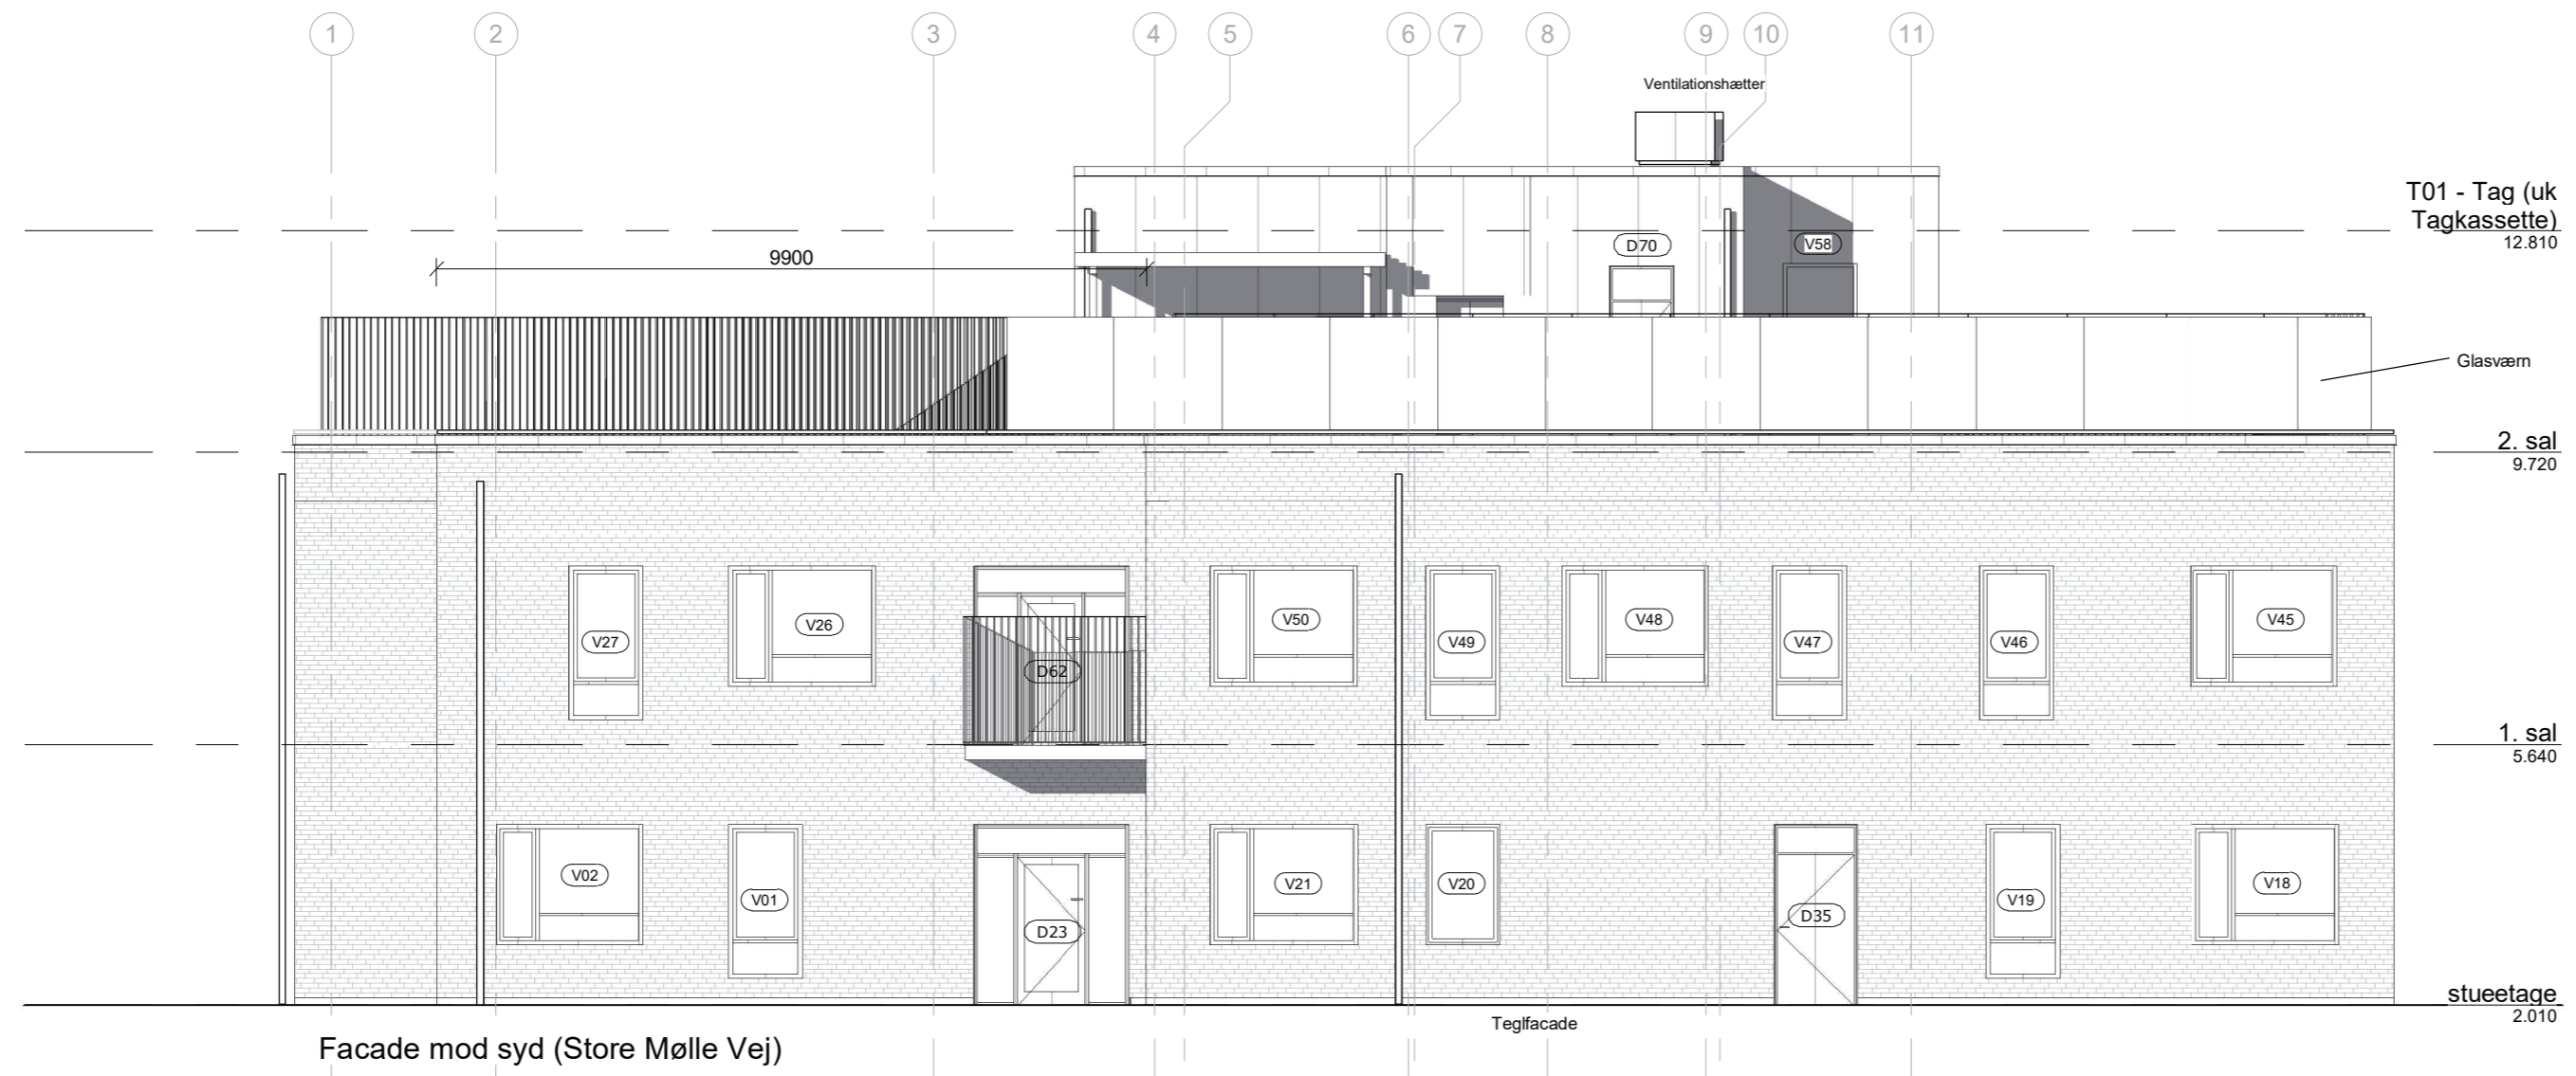 1 2 3 4 5 6 7 8 9 10 11
Ventilationshætter
T01 - Tag (uk
Tagkassette)
12.810
D70 V58
9900
Glasværn
2. sal
9.720
V27 V26 D62 V50 V49 V48 V47 V46 V45
1. sal
5.640
V02 V01 D23 V21 V20 D35 V19 V18
stueetage
2.010
Teglfacade
Facade mod syd (Store Mølle Vej)